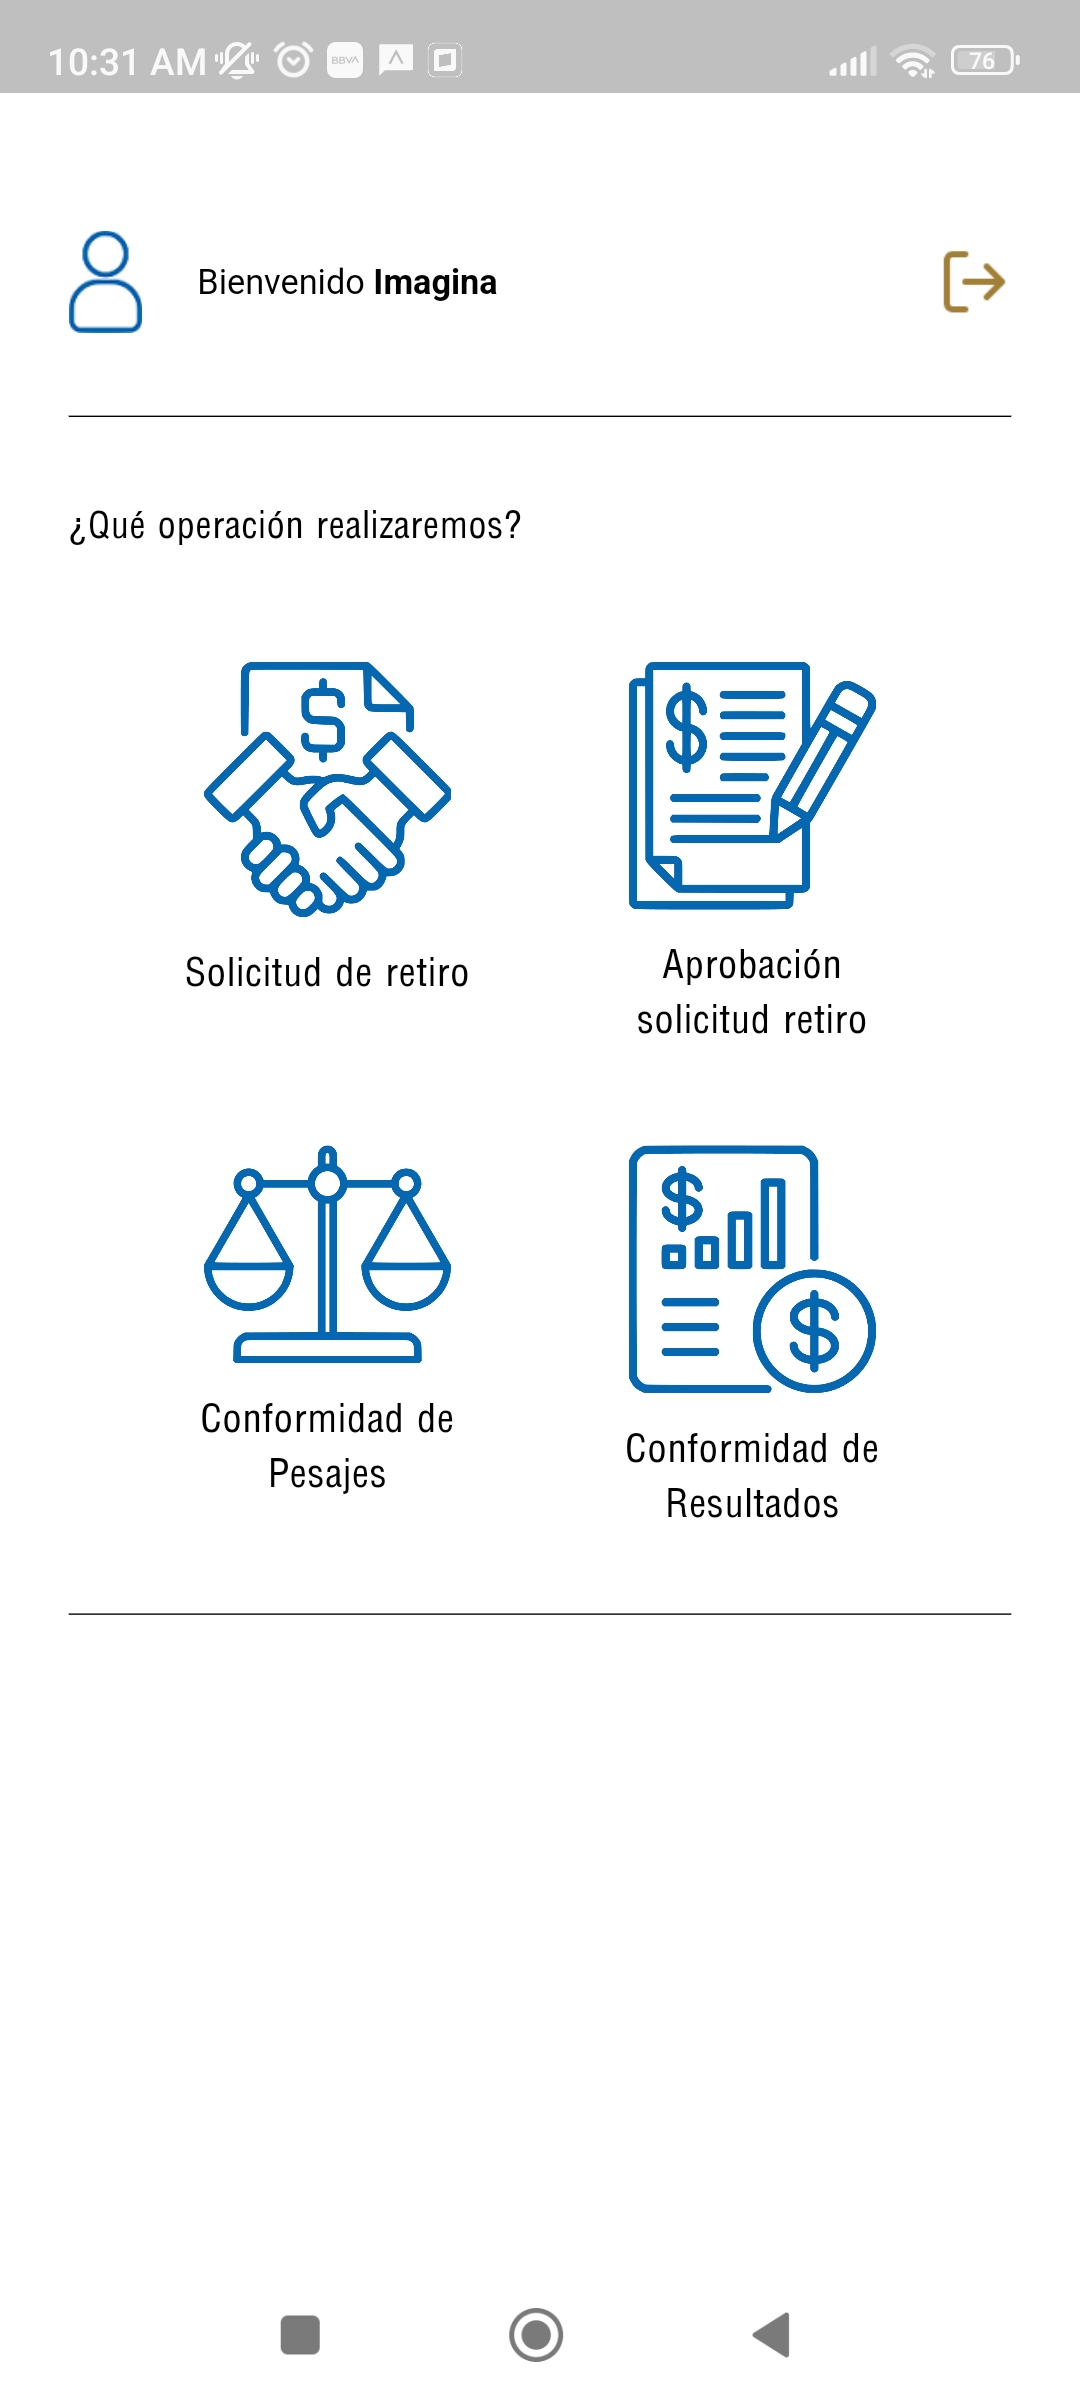 10:31 AM
BBVA
76
Bienvenido Imagina
¿Qué operación realizaremos?
Solicitud de retiro
Aprobación
solicitud retiro
Conformidad de
Pesajes
Conformidad de
Resultados